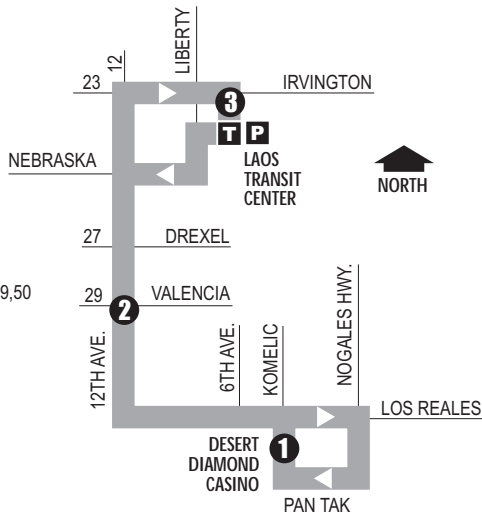 LIBERTY
12
23
IRVINGTON
3
T P
NEBRASKA
LAOS
TRANSIT
CENTER
NORTH
27
DREXEL
9,50
29
VALENCIA
2
12TH AVE.
6TH AVE.
KOMELIC
NOGALES HWY.
LOS REALES
DESERT
DIAMOND
CASINO
1
PAN TAK